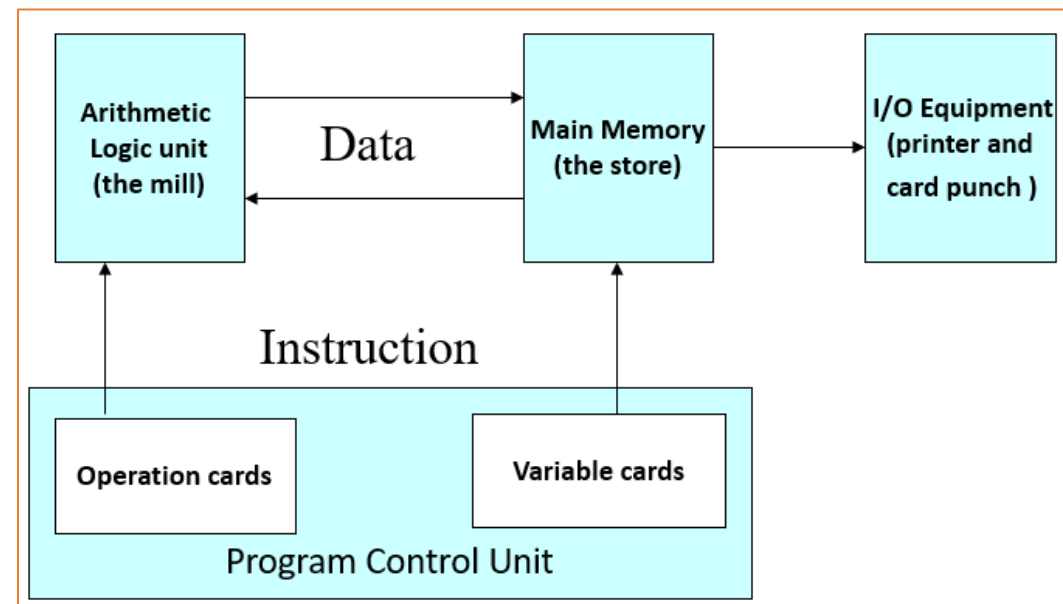 Arithmetic
Logic unit
(the mill)
Data
Main Memory
(the store)
I/O Equipment
(printer and
card punch )
Instruction
Operation cards
Variable cards
Program Control Unit